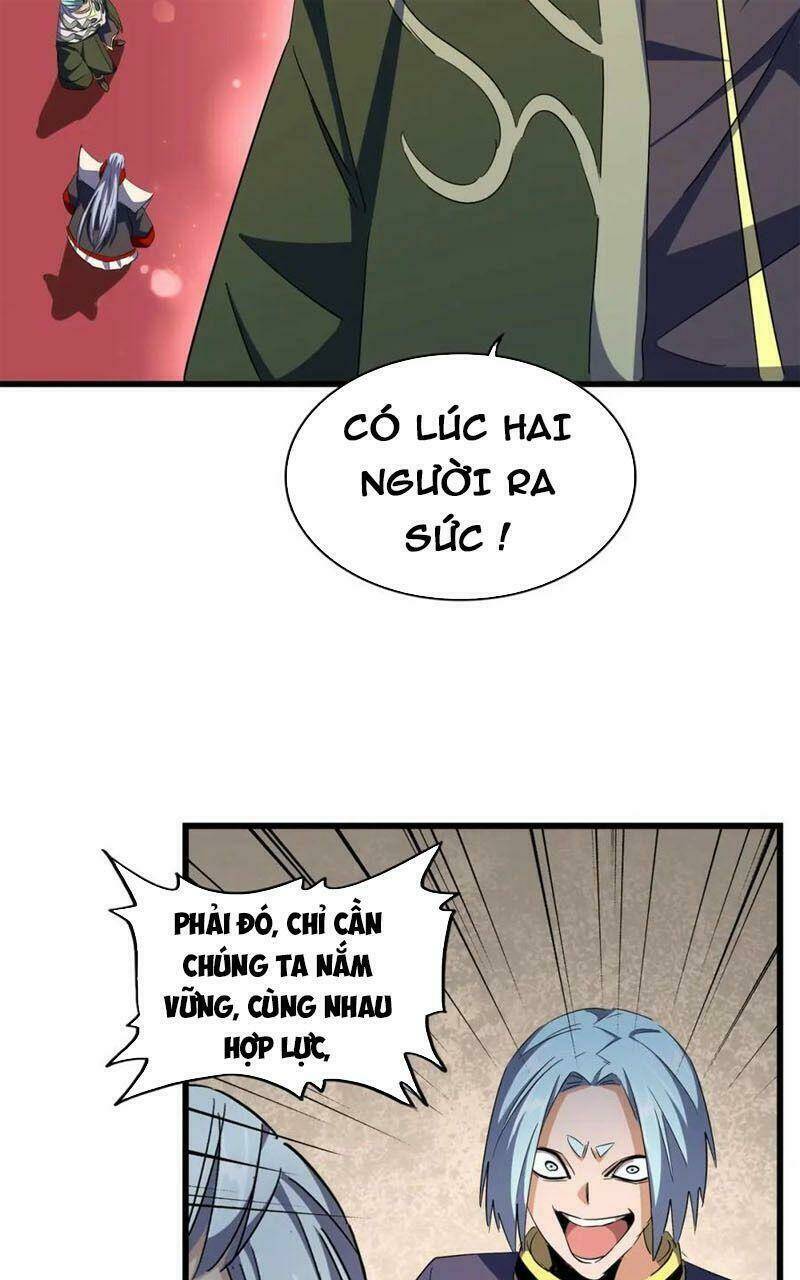 CÓ LÚC HAI
NGƯỜI RA
SỨC !
PHẢI ĐÓ, CHỈ CẦN
CHÚNG TA NẮM
VỮNG, CÙNG NHAU
HỢP LỰC,